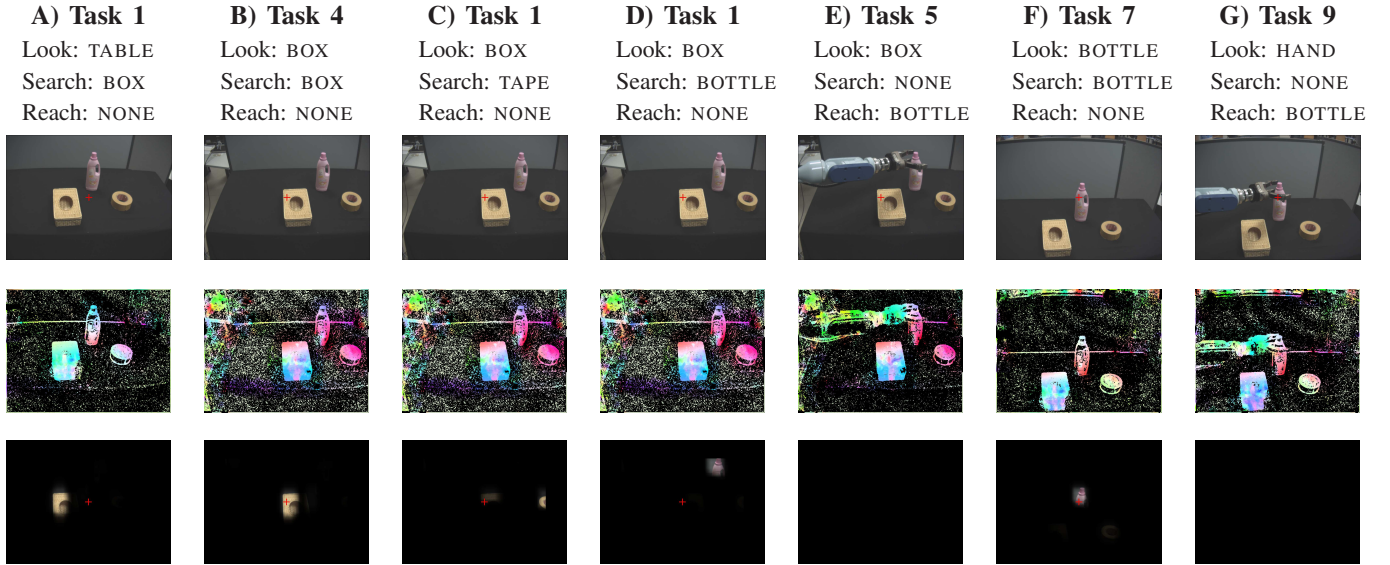 A) Task 1 B) Task 4 C) Task 1 D) Task 1 E) Task 5 F) Task 7 G) Task 9
Look: TABLE Look: BOX Look: BOX Look: BOX Look: BOX Look: BOTTLE Look: HAND
Search: BOX Search: BOX Search: TAPE Search: BOTTLE Search: NONE Search: BOTTLE Search: NONE
Reach: NONE Reach: NONE Reach: NONE Reach: NONE Reach: BOTTLE Reach: NONE Reach: BOTTLE